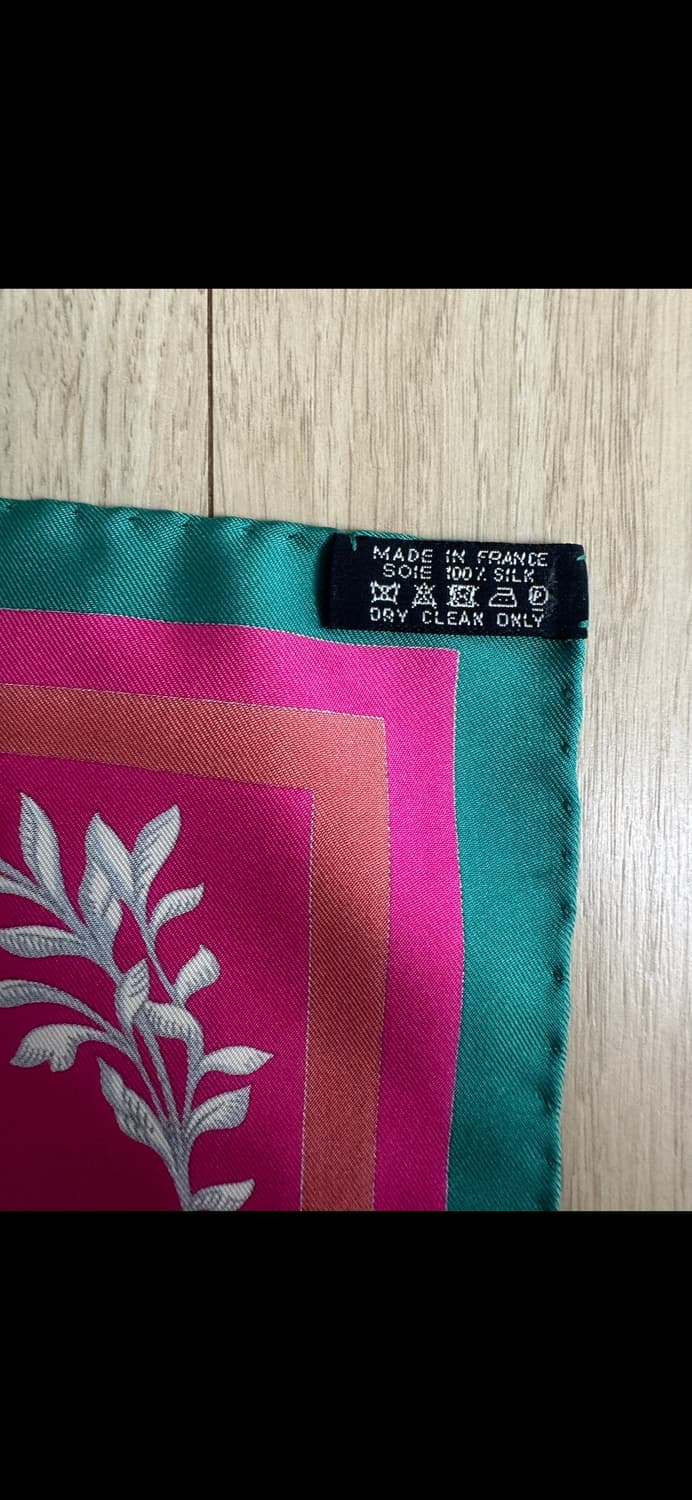 MADE IN FRANCE
SOIE 100% SILK
P
DRY CLEAN ONLY